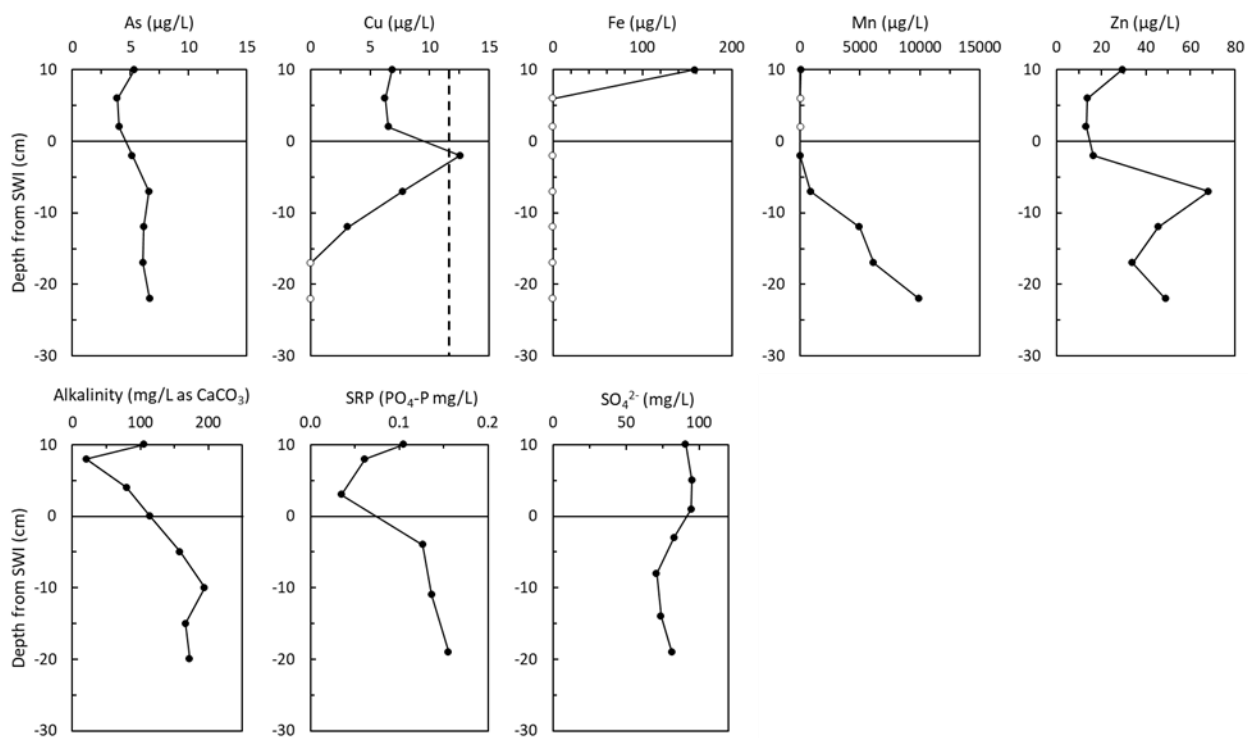 As (µg/L) Cu (µg/L) Fe (µg/L) Mn (µg/L) Zn (µg/L)
0 5 10 15 0 5 10 15 0 100 200 0 5000 10000 15000 0 20 40 60 80
10 10 10 10 10
0 0 0 0 0
-10 -10 -10 -10 -10
-20 -20 -20 -20 -20
-30 -30 -30 -30 -30
Depth from SWI (cm)
Alkalinity (mg/L as CaCO₃) SRP (PO₄-P mg/L) SO₄²⁻ (mg/L)
0 100 200 0.0 0.1 0.2 0 50 100
10 10 10
0 0 0
-10 -10 -10
-20 -20 -20
-30 -30 -30
Depth from SWI (cm)